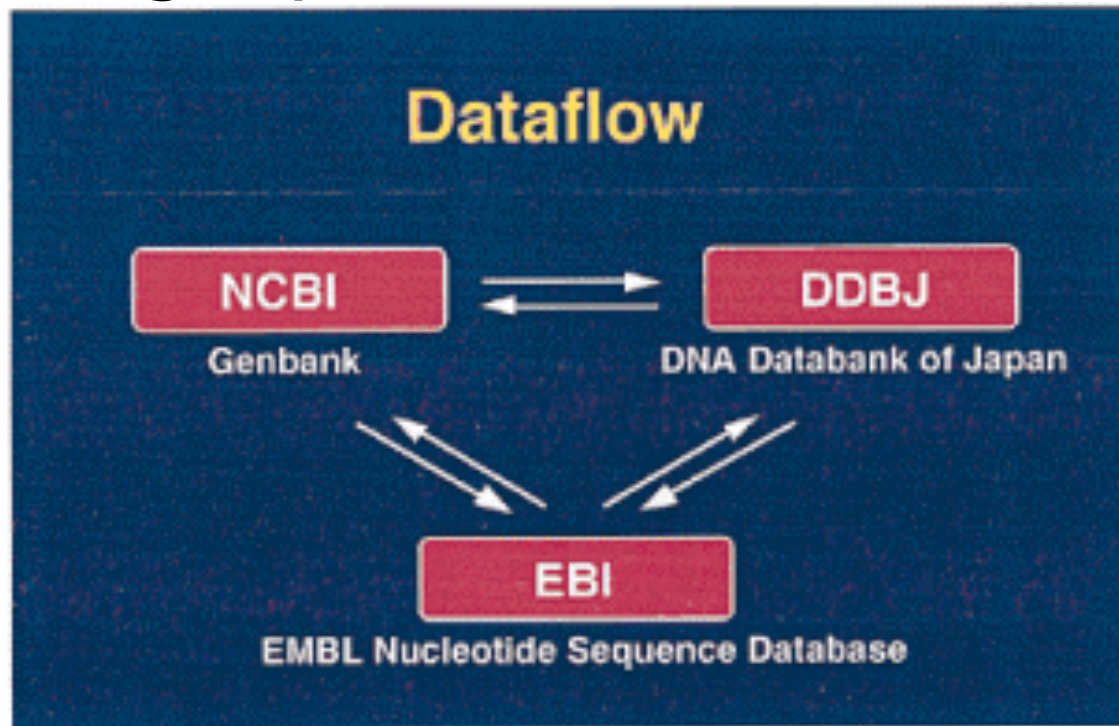 Dataflow
NCBI
DDBJ
Genbank
DNA Databank of Japan
EBI
EMBL Nucleotide Sequence Database